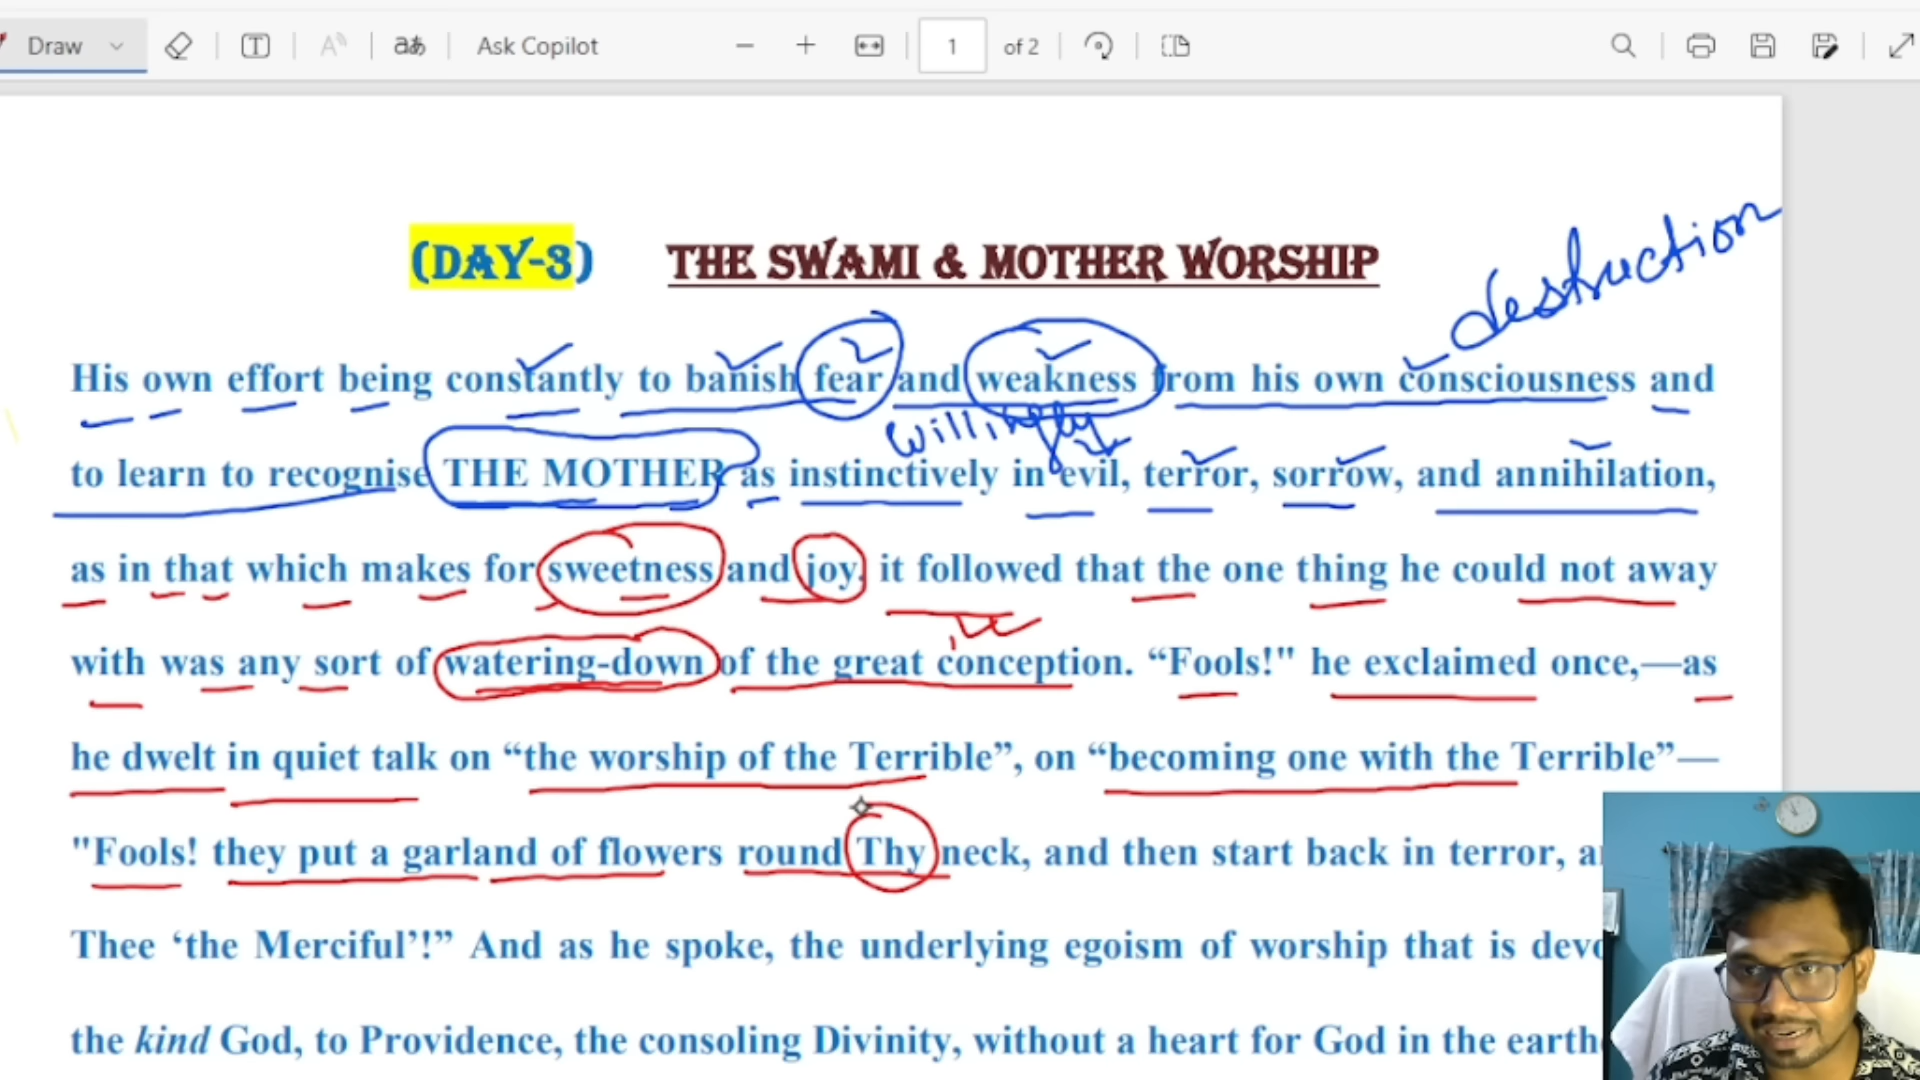 Draw
T
A
aあ
Ask Copilot
1
of 2
(DAY-3) THE SWAMI & MOTHER WORSHIP
destruction
His own effort being constantly to banish fear and weakness from his own consciousness and
willingly
to learn to recognise THE MOTHER as instinctively in evil, terror, sorrow, and annihilation,
as in that which makes for sweetness and joy, it followed that the one thing he could not away
with was any sort of watering-down of the great conception. “Fools!" he exclaimed once,—as
he dwelt in quiet talk on “the worship of the Terrible”, on “becoming one with the Terrible”—
"Fools! they put a garland of flowers round Thy neck, and then start back in terror,
Thee ‘the Merciful’!” And as he spoke, the underlying egoism of worship that is
the kind God, to Providence, the consoling Divinity, without a heart for God in the